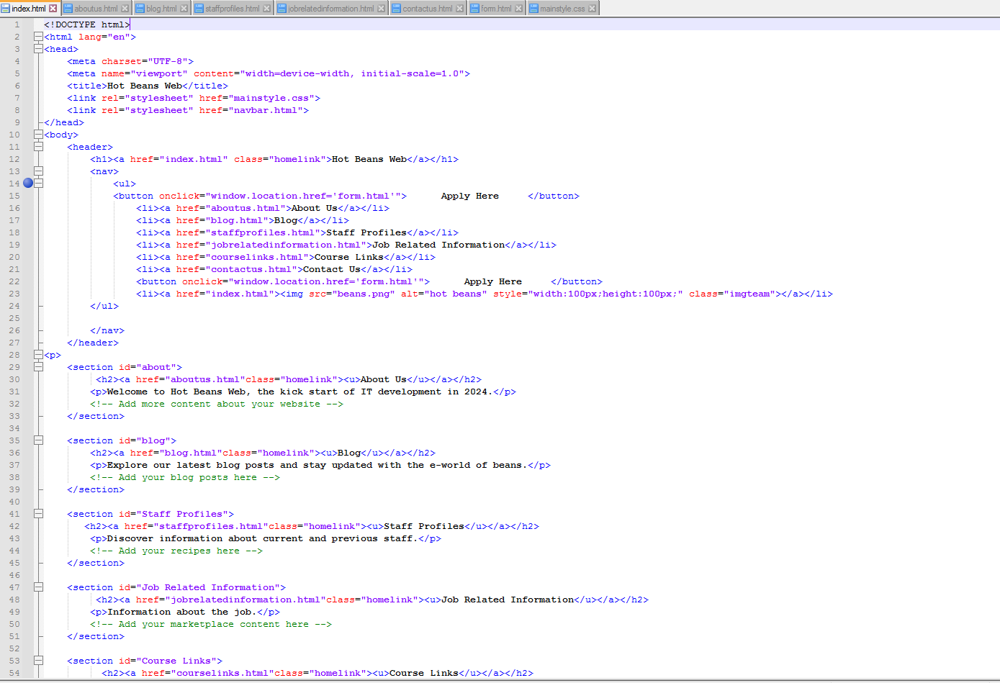 index.html aboutus.html blog.html staffprofiles.html jobrelatedinformation.html contactus.html form.html mainstyle.css
1 <!DOCTYPE html>
2 <html lang="en">
3 <head>
4 <meta charset="UTF-8">
5 <meta name="viewport" content="width=device-width, initial-scale=1.0">
6 <title>Hot Beans Web</title>
7 <link rel="stylesheet" href="mainstyle.css">
8 <link rel="stylesheet" href="navbar.html">
9 </head>
10 <body>
11 <header>
12 <h1><a href="index.html" class="homelink">Hot Beans Web</a></h1>
13 <nav>
14 <ul>
15 <button onclick="window.location.href='form.html'"> Apply Here </button>
16 <li><a href="aboutus.html">About Us</a></li>
17 <li><a href="blog.html">Blog</a></li>
18 <li><a href="staffprofiles.html">Staff Profiles</a></li>
19 <li><a href="jobrelatedinformation.html">Job Related Information</a></li>
20 <li><a href="courselinks.html">Course Links</a></li>
21 <li><a href="contactus.html">Contact Us</a></li>
22 <button onclick="window.location.href='form.html'"> Apply Here </button>
23 <li><a href="index.html"><img src="beans.png" alt="hot beans" style="width:100px;height:100px;" class="imgteam"></a></li>
24 </ul>
25
26 </nav>
27 </header>
28 <p>
29 <section id="about">
30 <h2><a href="aboutus.html"class="homelink"><u>About Us</u></a></h2>
31 <p>Welcome to Hot Beans Web, the kick start of IT development in 2024.</p>
32 <!-- Add more content about your website -->
33 </section>
34
35 <section id="blog">
36 <h2><a href="blog.html"class="homelink"><u>Blog</u></a></h2>
37 <p>Explore our latest blog posts and stay updated with the e-world of beans.</p>
38 <!-- Add your blog posts here -->
39 </section>
40
41 <section id="Staff Profiles">
42 <h2><a href="staffprofiles.html"class="homelink"><u>Staff Profiles</u></a></h2>
43 <p>Discover information about current and previous staff.</p>
44 <!-- Add your recipes here -->
45 </section>
46
47 <section id="Job Related Information">
48 <h2><a href="jobrelatedinformation.html"class="homelink"><u>Job Related Information</u></a></h2>
49 <p>Information about the job.</p>
50 <!-- Add your marketplace content here -->
51 </section>
52
53 <section id="Course Links">
54 <h2><a href="courselinks.html"class="homelink"><u>Course Links</u></a></h2>